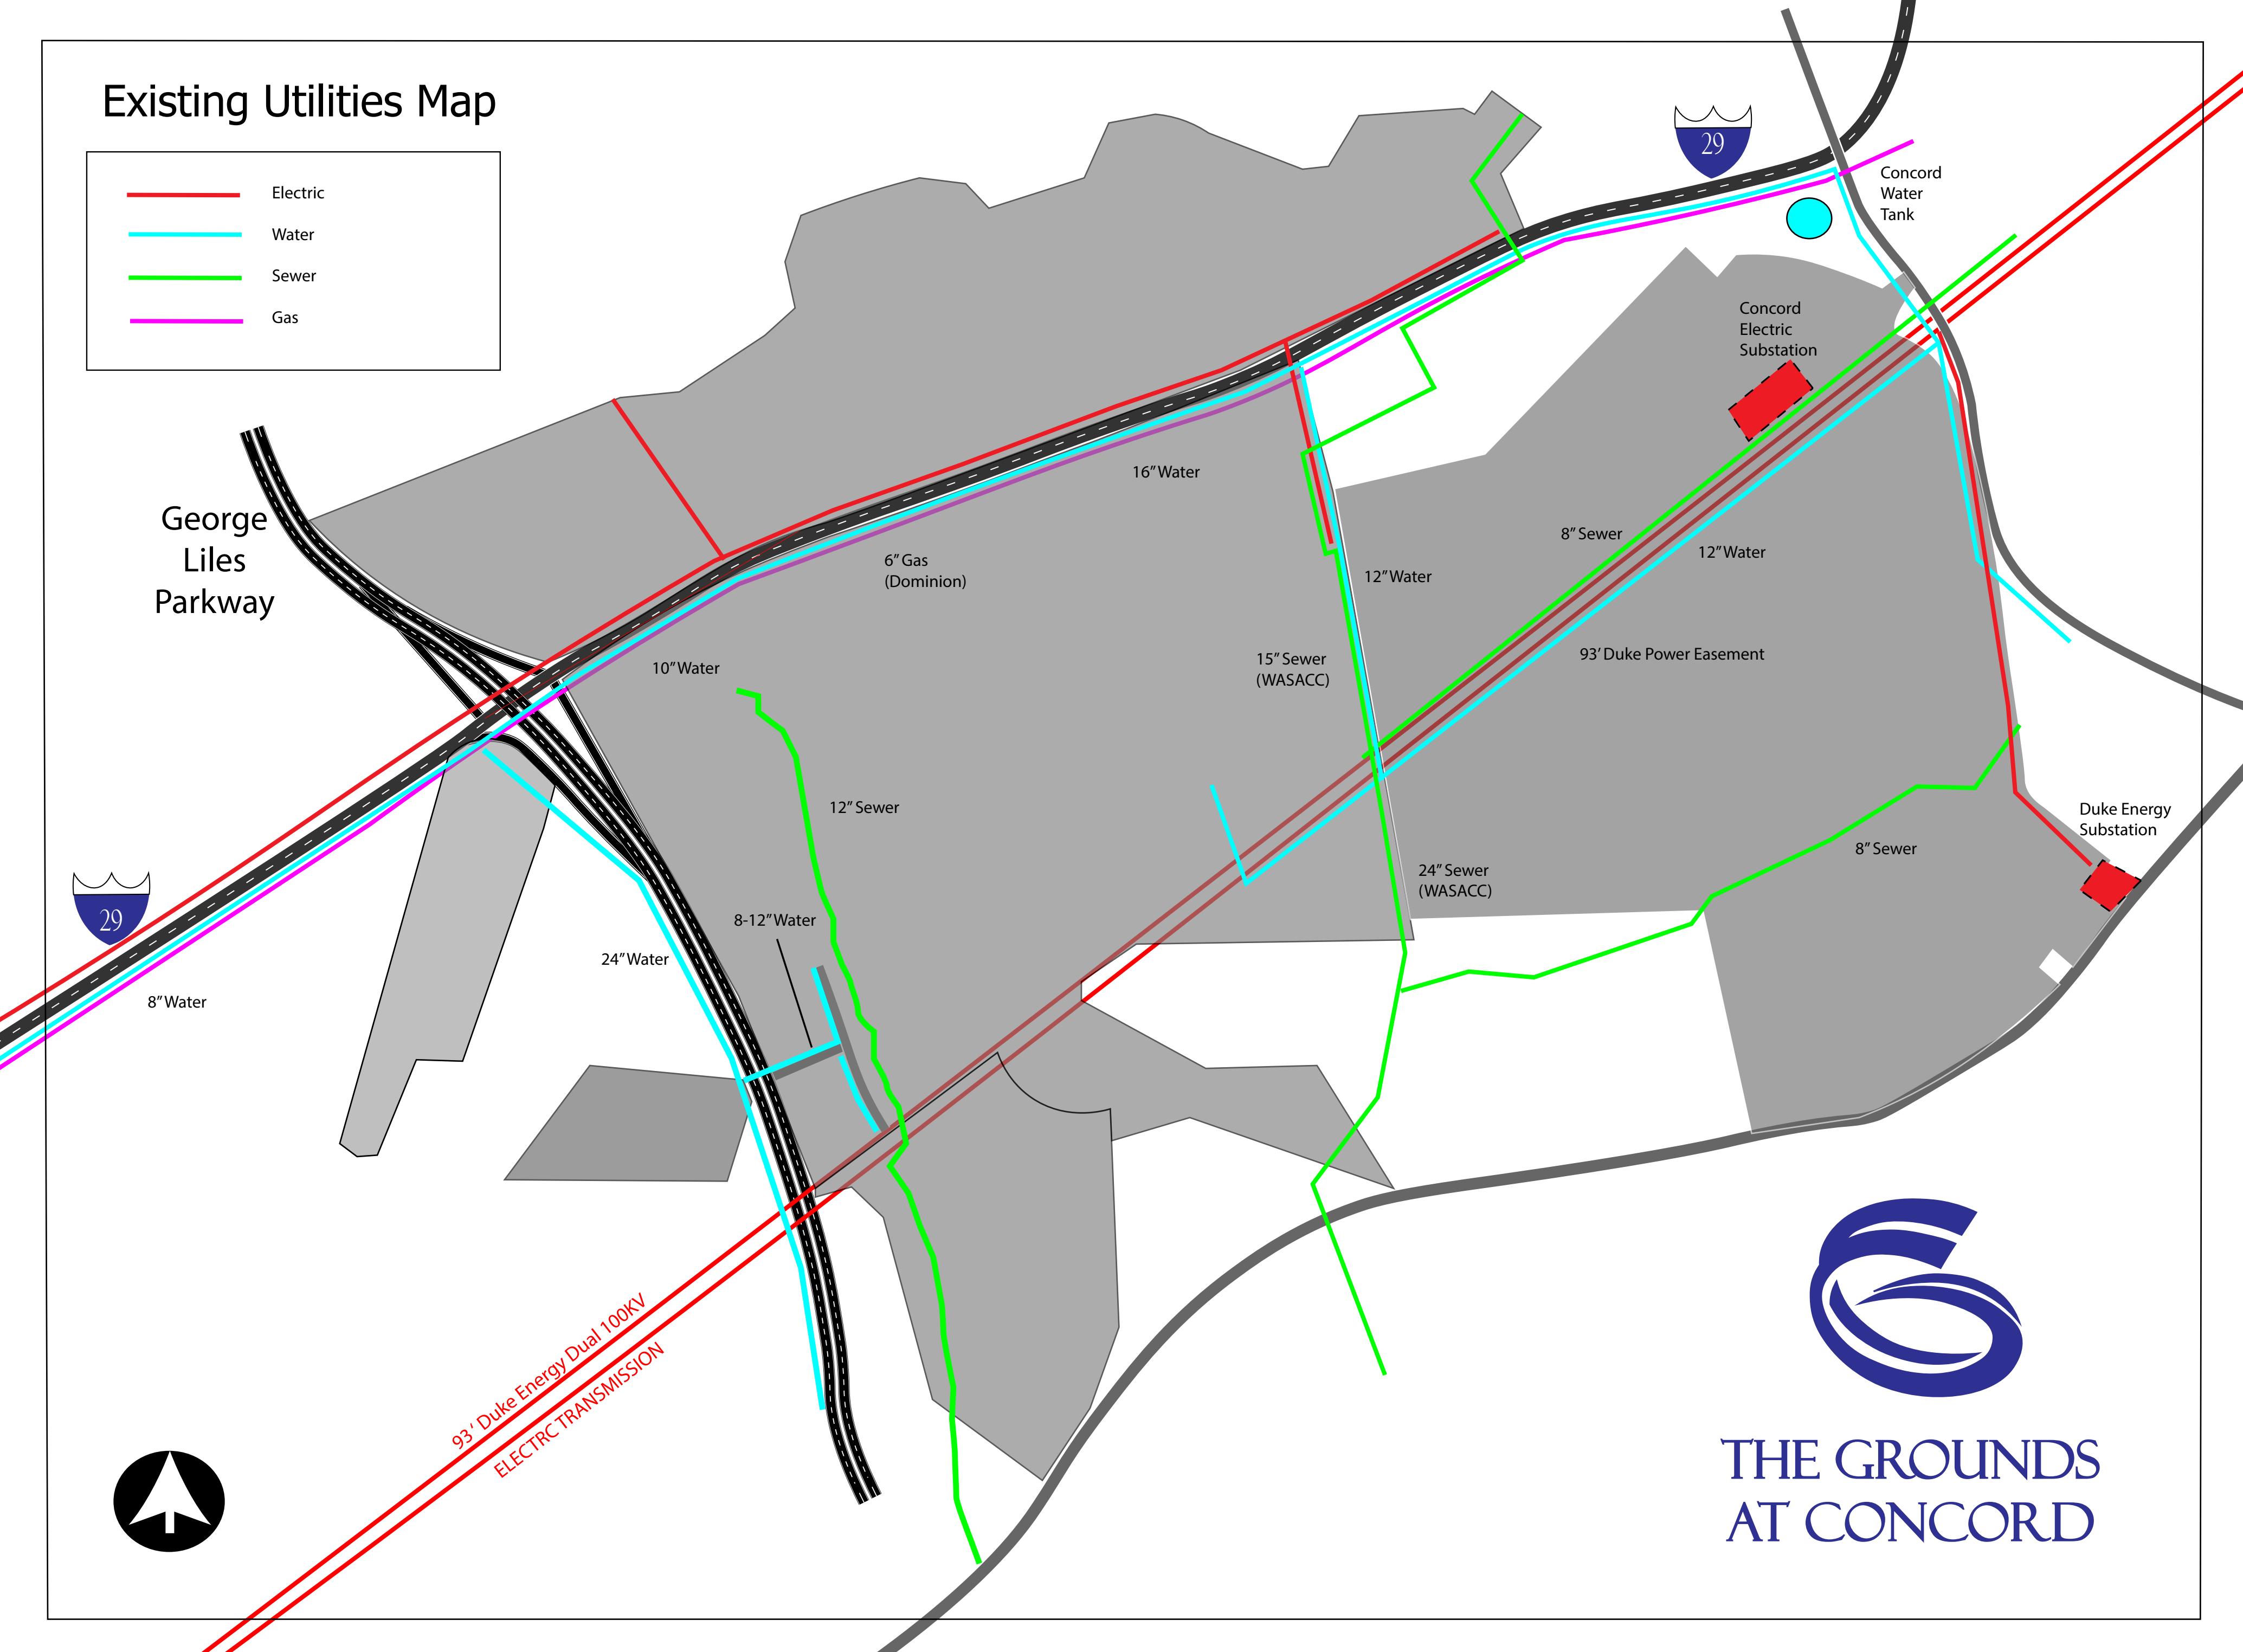 Existing Utilities Map
Electric
Water
Sewer
Gas
29
Concord
Water
Tank
Concord
Electric
Substation
George
Liles
Parkway
16” Water
6” Gas
(Dominion)
8” Sewer
12” Water
12” Water
10” Water
15” Sewer
(WASACC)
93’ Duke Power Easement
12” Sewer
Duke Energy
Substation
8” Sewer
24” Sewer
(WASACC)
29
8-12” Water
24” Water
8” Water
93 ‘ Duke Energy Dual 100KV
ELECTRC TRANSMISSION
THE GROUNDS
AT CONCORD